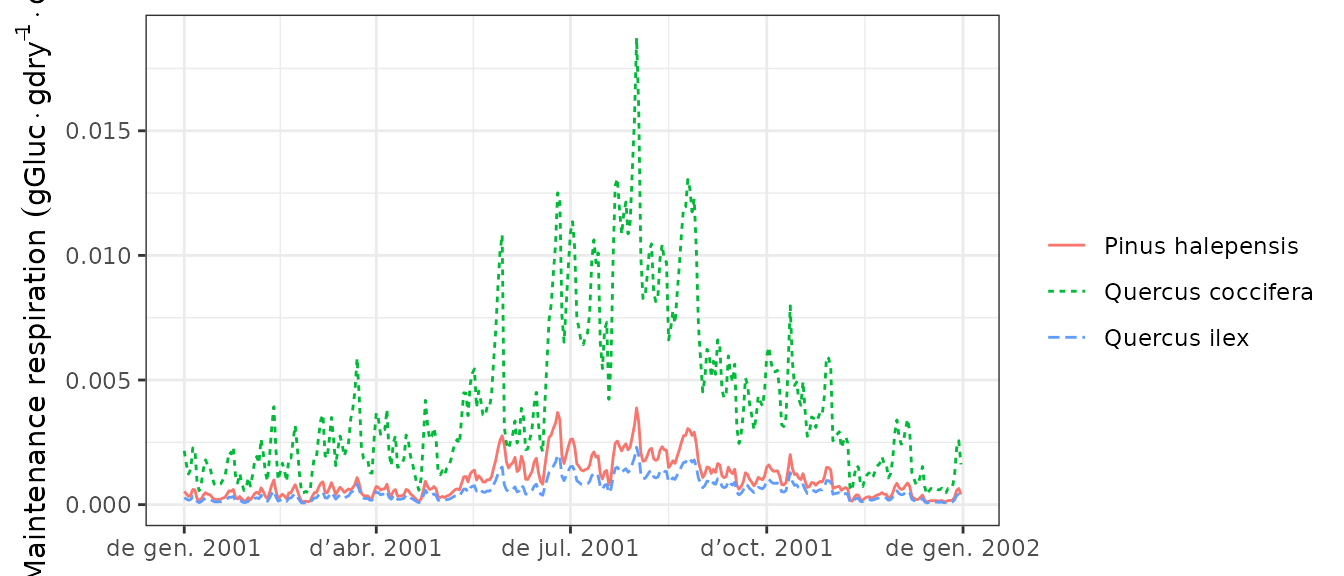 Maintenance respiration (gGluc · gdry⁻¹ ·
0.015
0.010
0.005
0.000
de gen. 2001
d’abr. 2001
de jul. 2001
d’oct. 2001
de gen. 2002
Pinus halepensis
Quercus coccifera
Quercus ilex